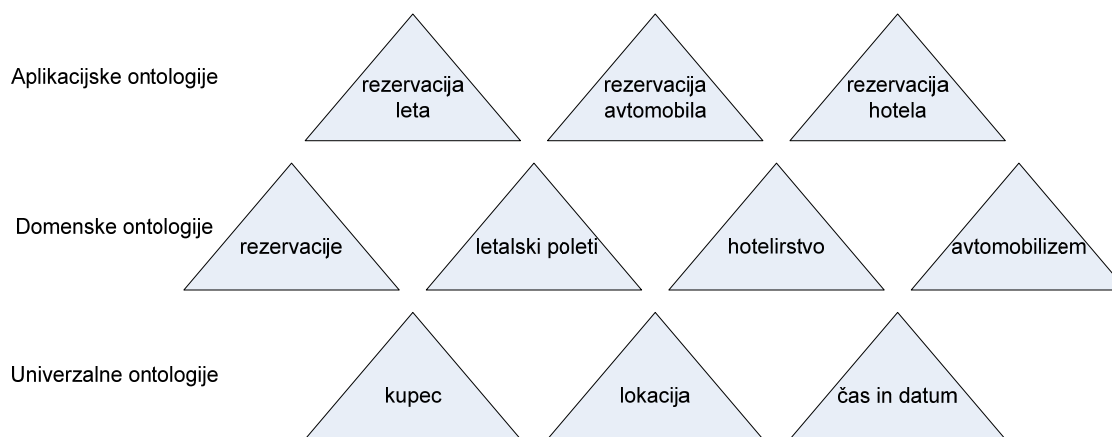 Aplikacijske ontologije
rezervacija
leta
rezervacija
avtomobila
rezervacija
hotela
Domenske ontologije
rezervacije
letalski poleti
hotelirstvo
avtomobilizem
Univerzalne ontologije
kupec
lokacija
čas in datum